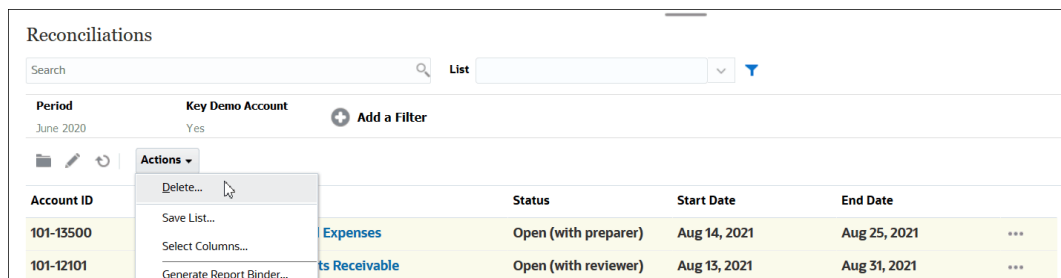 Reconciliations
Search List
Period Key Demo Account Add a Filter
June 2020 Yes
Actions
Delete...
Account ID Status Start Date End Date
Save List...
101-13500 Expenses Open (with preparer) Aug 14, 2021 Aug 25, 2021
Select Columns...
101-12101 ts Receivable Open (with reviewer) Aug 13, 2021 Aug 31, 2021
Generate Report Binder...